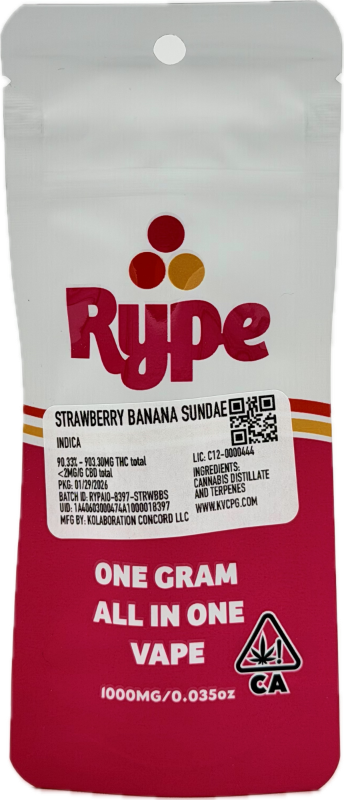 Rype
STRAWBERRY BANANA SUNDAE
INDICA
90.33% - 903.30MG THC total
<2MG/G CBD total
PKG: 01/29/2026
BATCH ID: RYPAIO-8397-STRWBBS
UID: 1A40603000474A1000018397
MFG BY: KOLABORATION CONCORD LLC
LIC: C12-0000444
INGREDIENTS:
CANNABIS DISTILLATE
AND TERPENES
WWW.KVCPG.COM
ONE GRAM
ALL IN ONE
VAPE
!
CA
1000MG/0.035oz